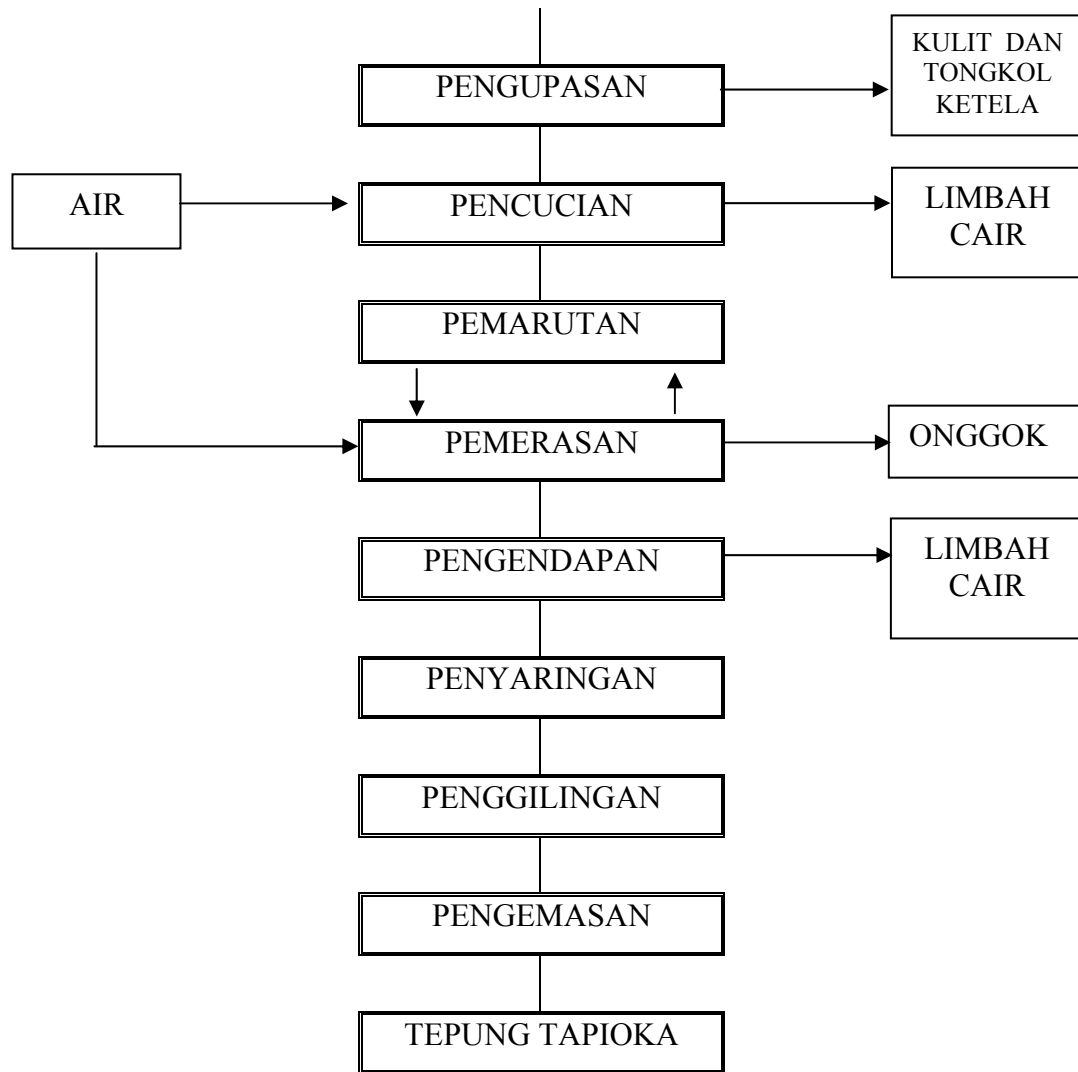 PENGUPASAN
KULIT DAN
TONGKOL
KETELA
AIR
PENCUCIAN
LIMBAH
CAIR
PEMARUTAN
PEMERASAN
ONGGOK
PENGENDAPAN
LIMBAH
CAIR
PENYARINGAN
PENGGILINGAN
PENGEMASAN
TEPUNG TAPIOKA